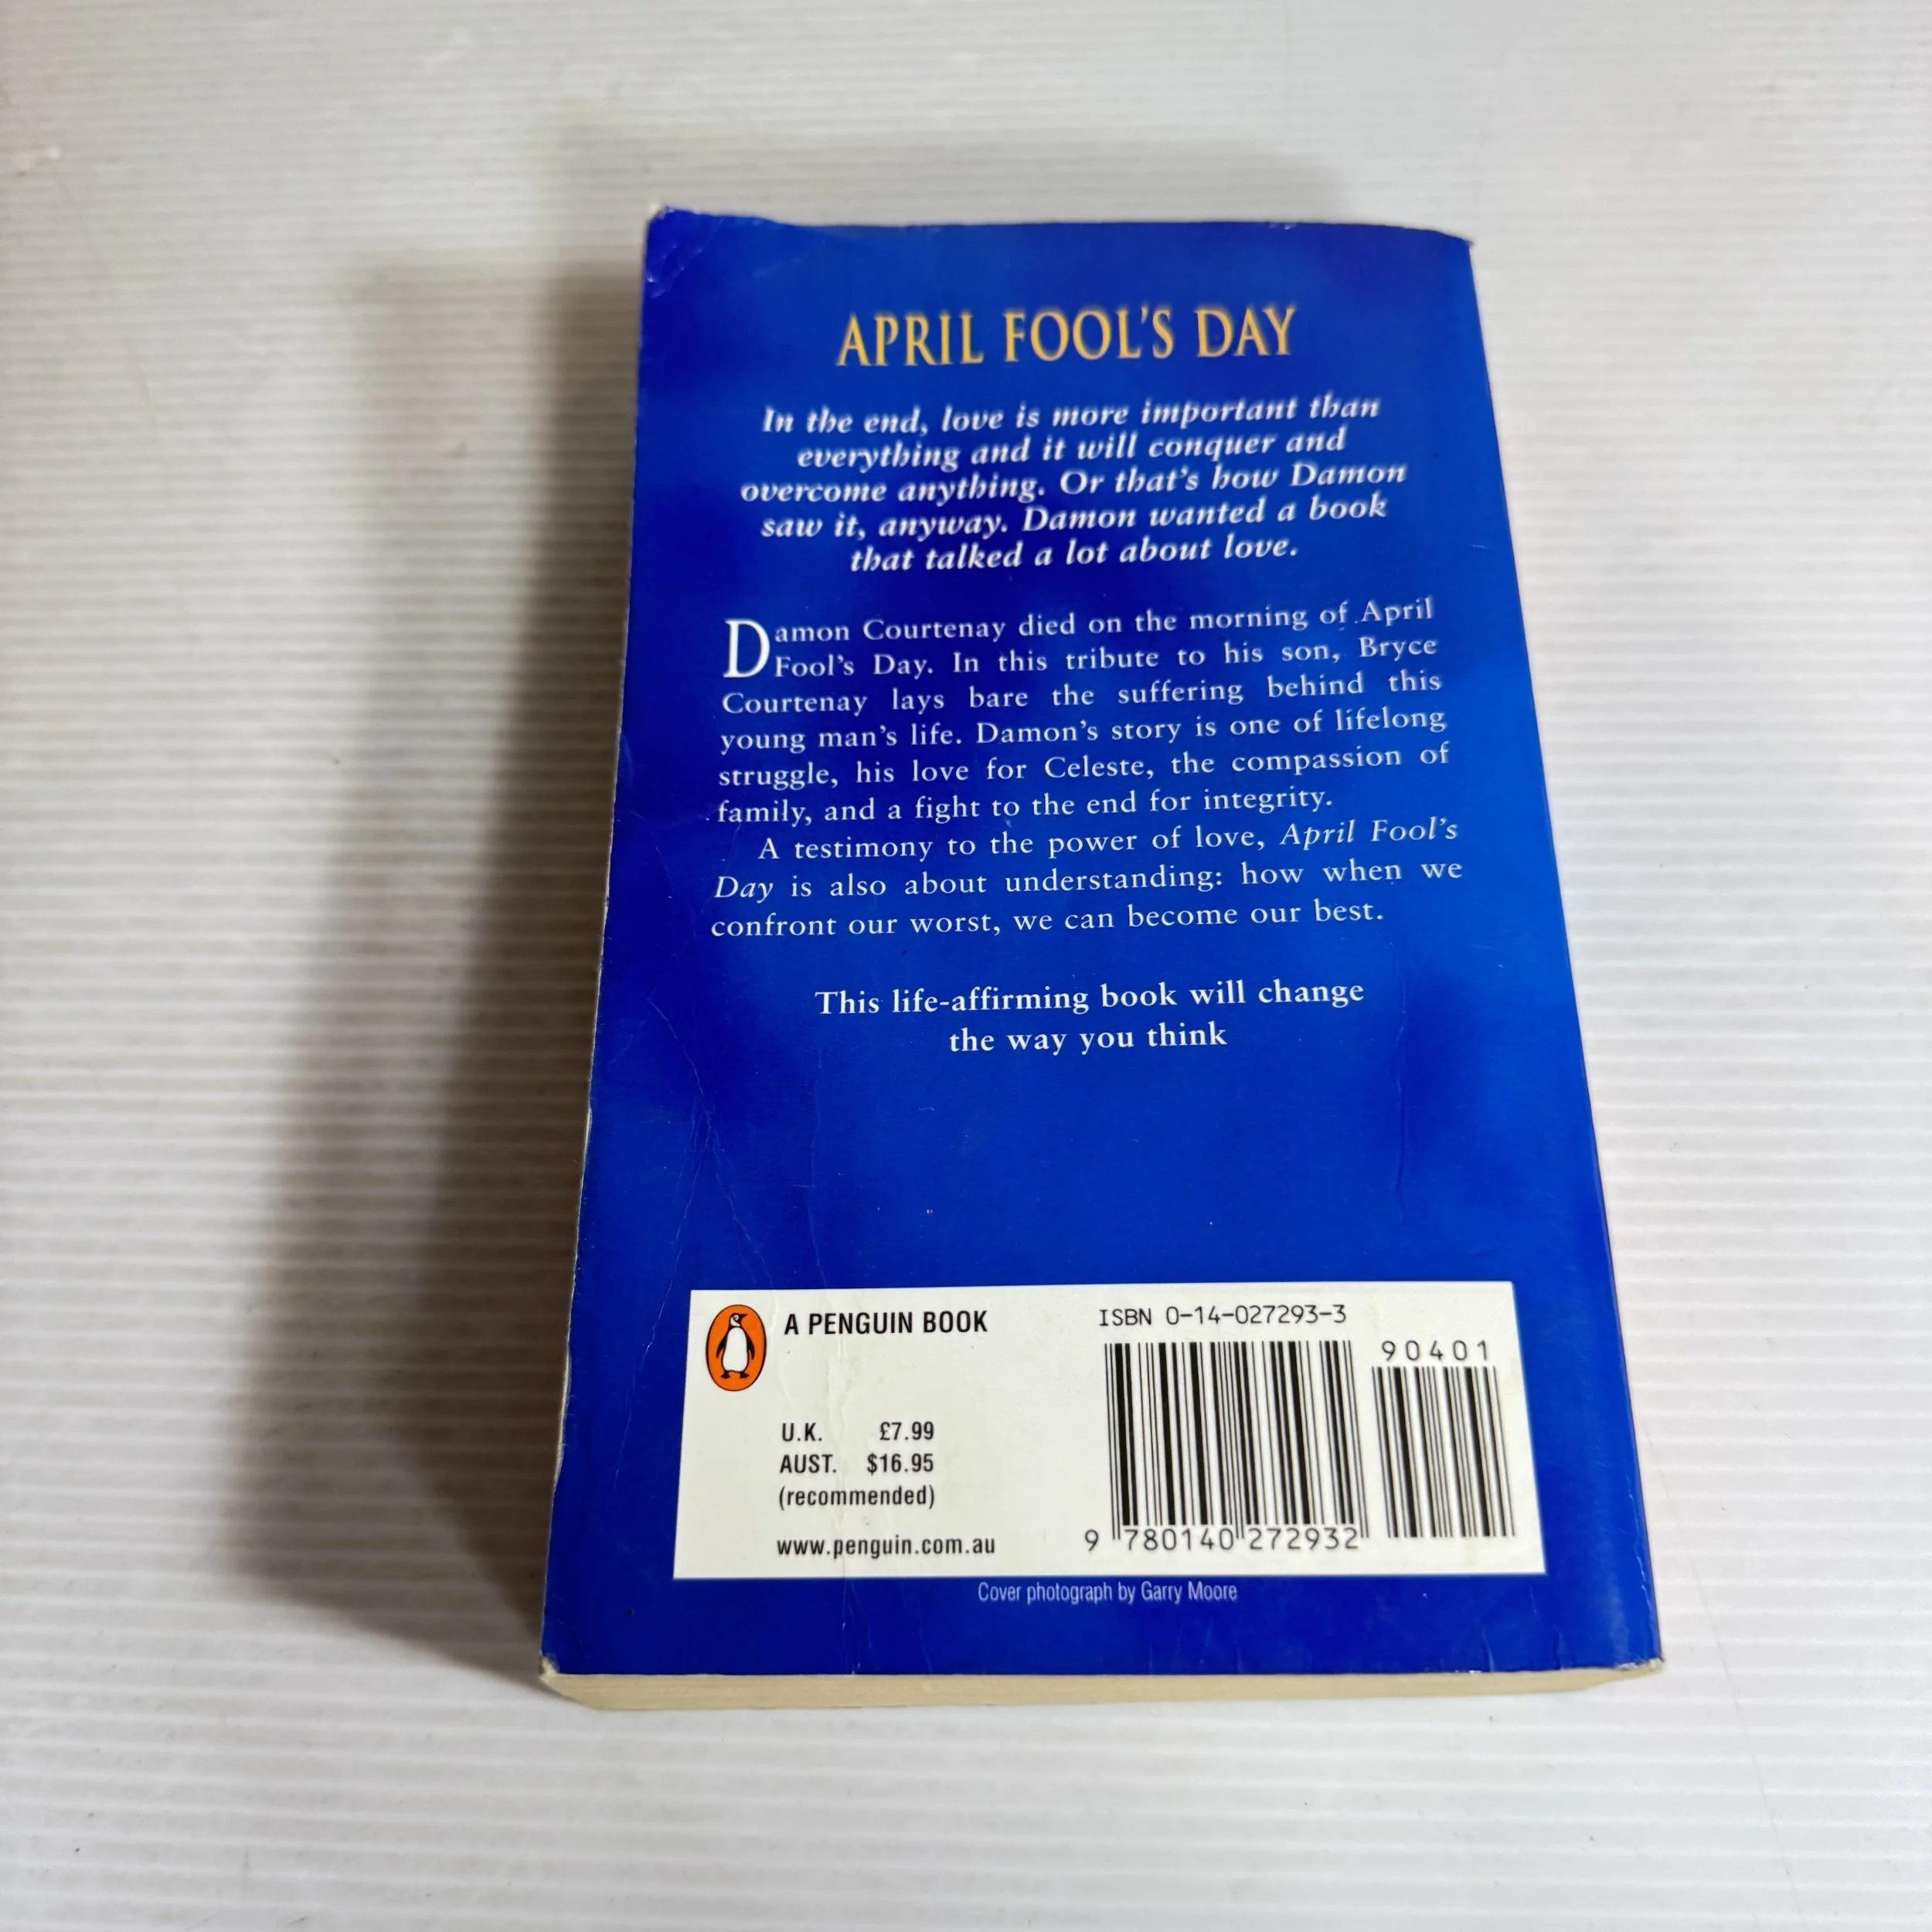 APRIL FOOL'S DAY
In the end, love is more important than
everything and it will conquer and
overcome anything. Or that's how Damon
saw it, anyway. Damon wanted a book
that talked a lot about love.
Damon Courtenay died on the morning of April
Fool's Day. In this tribute to his son, Bryce
Courtenay lays bare the suffering behind this
young man's life. Damon's story is one of lifelong
struggle, his love for Celeste, the compassion of
family, and a fight to the end for integrity.
A testimony to the power of love, April Fool's
Day is also about understanding: how when we
confront our worst, we can become our best.
This life-affirming book will change
the way you think
A PENGUIN BOOK
U.K. £7.99
AUST. $16.95
(recommended)
www.penguin.com.au
ISBN 0-14-027293-3
90401
9 780140 272932
Cover photograph by Garry Moore